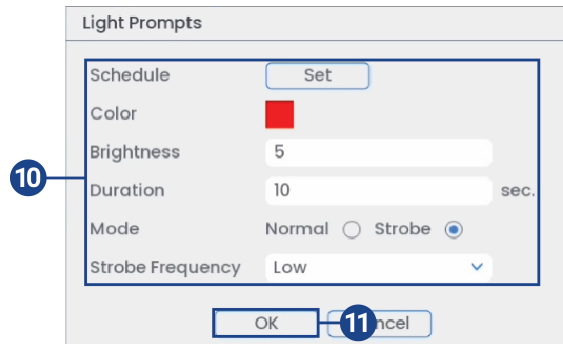 Light Prompts
Schedule Set
Color
Brightness 5
10
Duration 10 sec.
Mode Normal Strobe
Strobe Frequency Low
OK 11 ncel